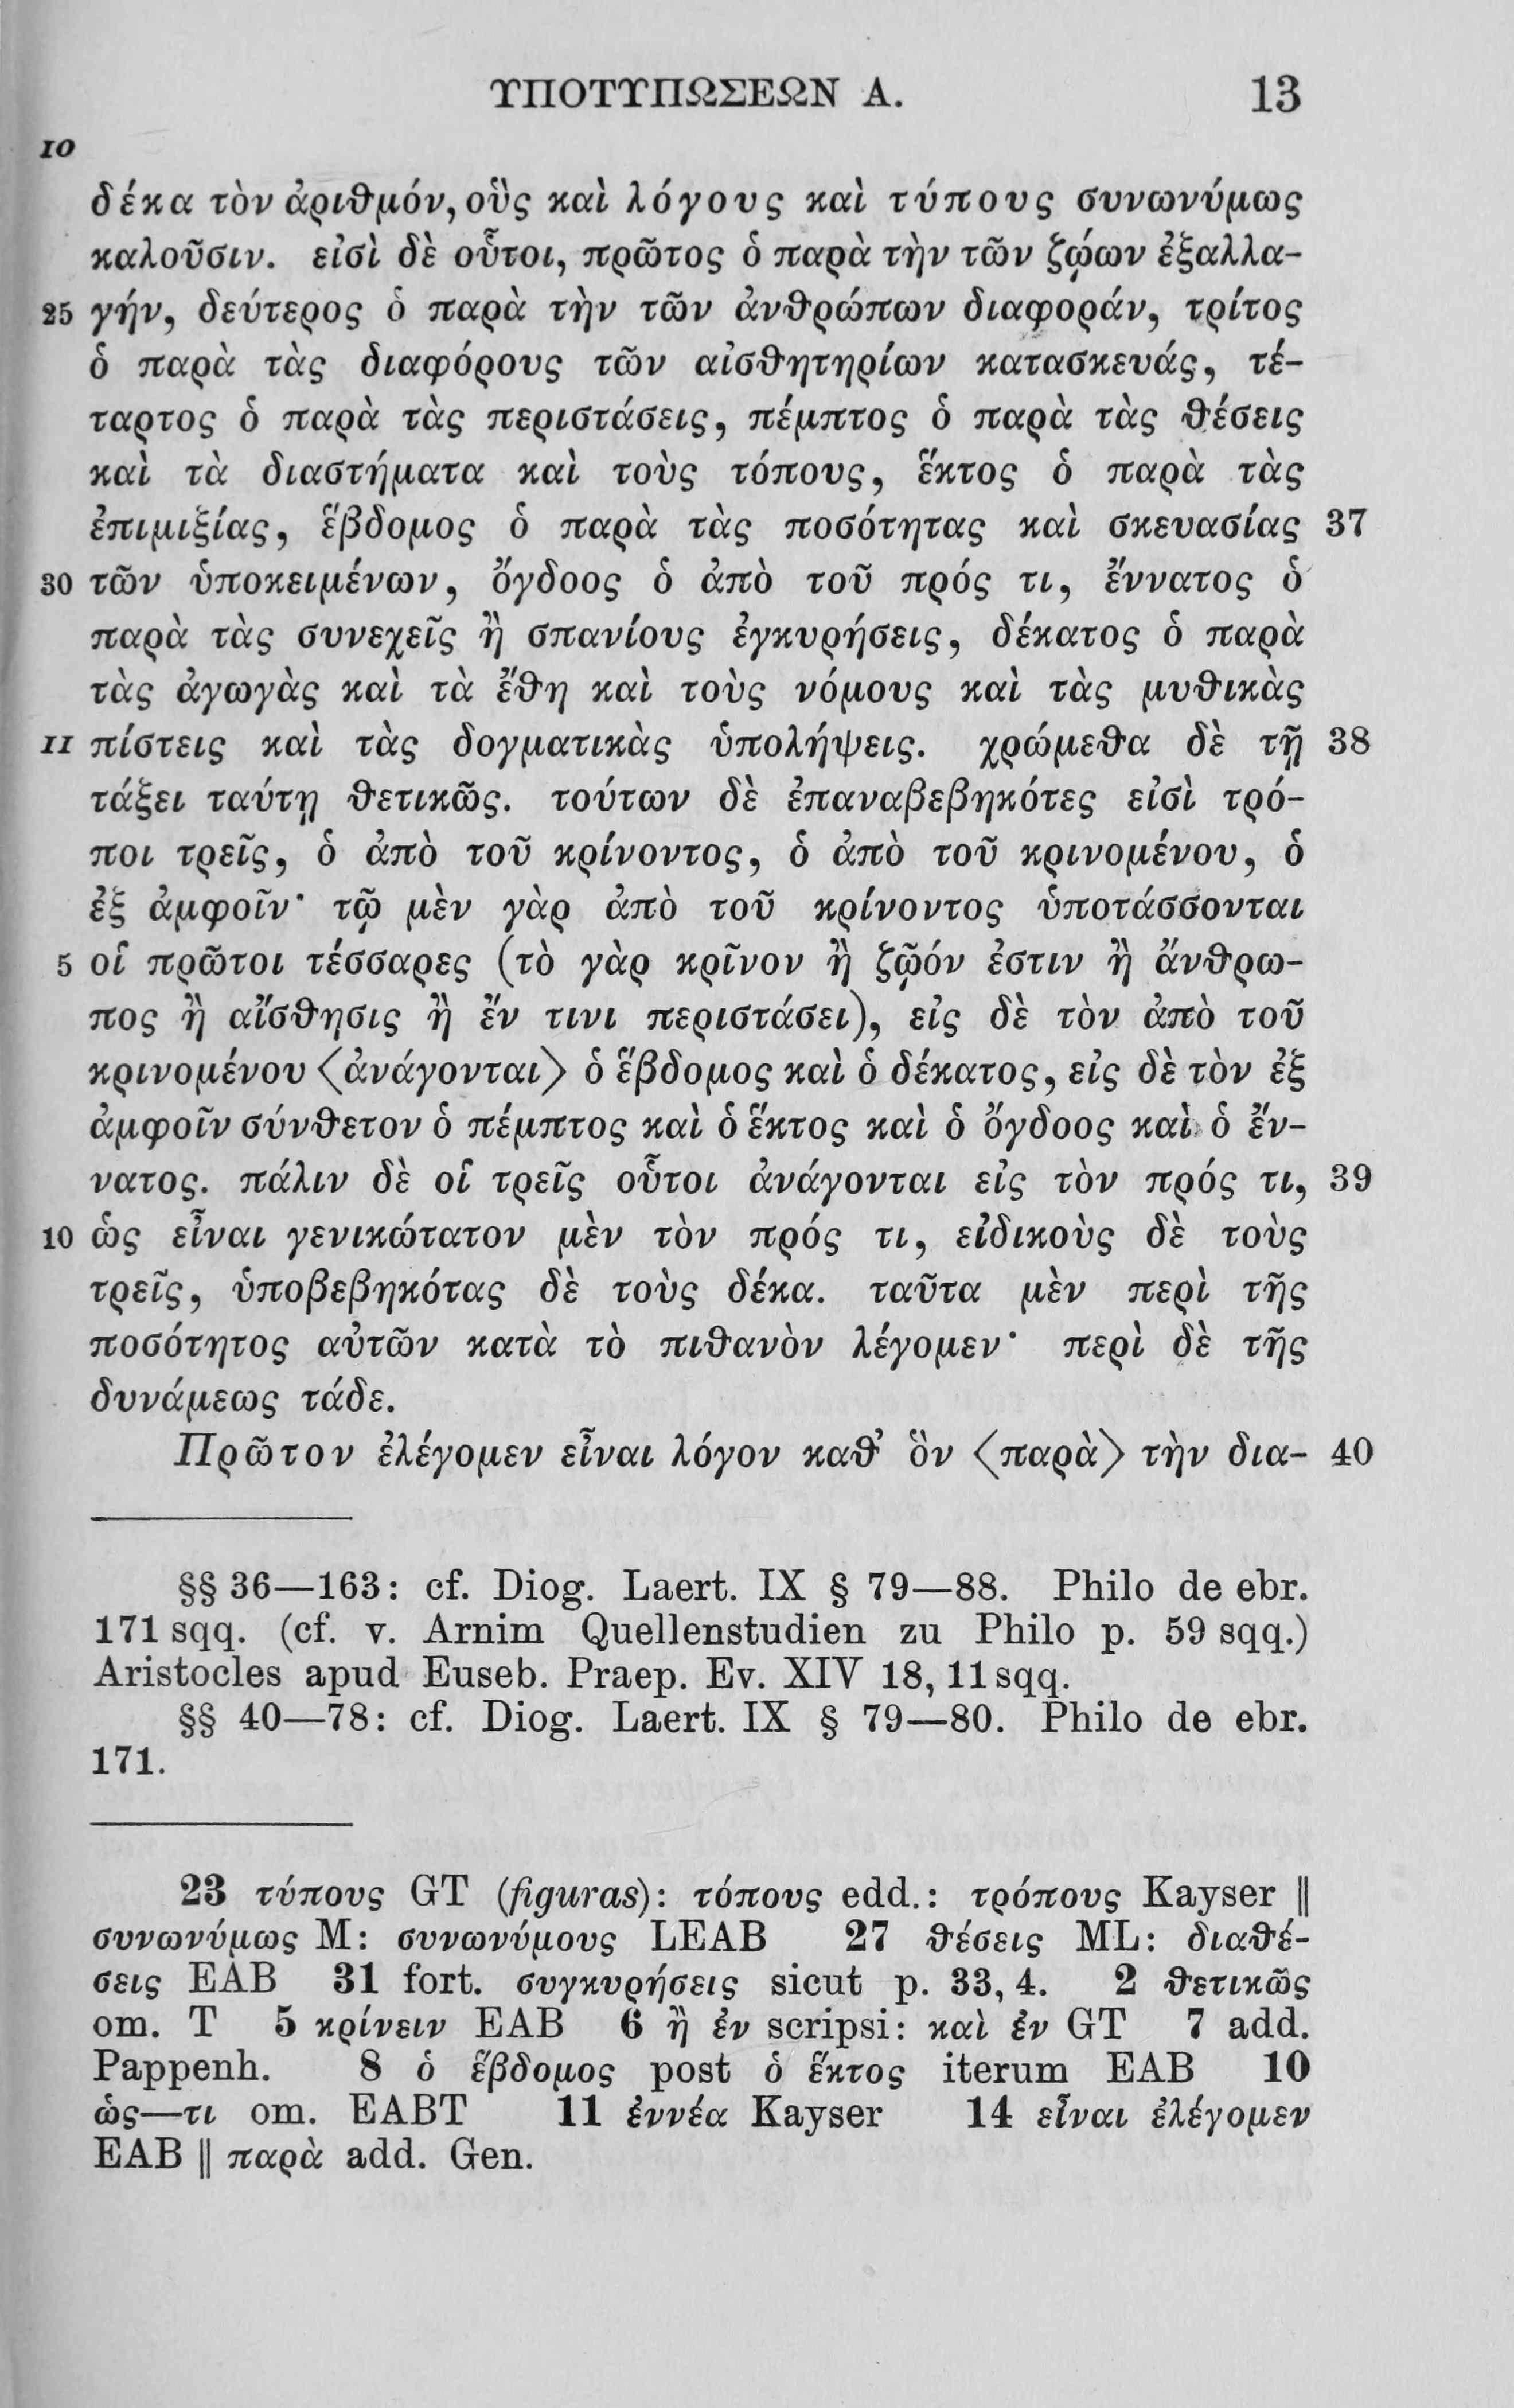 ΥΠΟΤΥΠΩΣΕΩΝ Α. 13
10
δέκα τὸν ἀριθμόν, οὓς καὶ λόγους καὶ τύπους συνωνύμως
καλοῦσιν. εἰσὶ δὲ οὗτοι, πρῶτος ὁ παρὰ τὴν τῶν ζῴων ἐξαλλα-
25 γήν, δεύτερος ὁ παρὰ τὴν τῶν ἀνθρώπων διαφοράν, τρίτος
ὁ παρὰ τὰς διαφόρους τῶν αἰσθητηρίων κατασκευάς, τέ-
ταρτος ὁ παρὰ τὰς περιστάσεις, πέμπτος ὁ παρὰ τὰς θέσεις
καὶ τὰ διαστήματα καὶ τοὺς τόπους, ἕκτος ὁ παρὰ τὰς
ἐπιμιξίας, ἕβδομος ὁ παρὰ τὰς ποσότητας καὶ σκευασίας 37
30 τῶν ὑποκειμένων, ὄγδοος ὁ ἀπὸ τοῦ πρός τι, ἔννατος ὁ
παρὰ τὰς συνεχεῖς ἢ σπανίους ἐγκυρήσεις, δέκατος ὁ παρὰ
τὰς ἀγωγὰς καὶ τὰ ἔθη καὶ τοὺς νόμους καὶ τὰς μυθικὰς
11 πίστεις καὶ τὰς δογματικὰς ὑπολήψεις. χρώμεθα δὲ τῇ 38
τάξει ταύτῃ θετικῶς. τούτων δὲ ἐπαναβεβηκότες εἰσὶ τρό-
ποι τρεῖς, ὁ ἀπὸ τοῦ κρίνοντος, ὁ ἀπὸ τοῦ κρινομένου, ὁ
ἐξ ἀμφοῖν· τῷ μὲν γὰρ ἀπὸ τοῦ κρίνοντος ὑποτάσσονται
5 οἱ πρῶτοι τέσσαρες (τὸ γὰρ κρῖνον ἢ ζῷόν ἐστιν ἢ ἄνθρω-
πος ἢ αἴσθησις ἢ ἔν τινι περιστάσει), εἰς δὲ τὸν ἀπὸ τοῦ
κρινομένου ⟨ἀνάγονται⟩ ὁ ἕβδομος καὶ ὁ δέκατος, εἰς δὲ τὸν ἐξ
ἀμφοῖν σύνθετον ὁ πέμπτος καὶ ὁ ἕκτος καὶ ὁ ὄγδοος καὶ ὁ ἔν-
νατος. πάλιν δὲ οἱ τρεῖς οὗτοι ἀνάγονται εἰς τὸν πρός τι, 39
10 ὡς εἶναι γενικώτατον μὲν τὸν πρός τι, εἰδικοὺς δὲ τοὺς
τρεῖς, ὑποβεβηκότας δὲ τοὺς δέκα. ταῦτα μὲν περὶ τῆς
ποσότητος αὐτῶν κατὰ τὸ πιθανὸν λέγομεν· περὶ δὲ τῆς
δυνάμεως τάδε.
Πρῶτον ἐλέγομεν εἶναι λόγον καθ’ ὃν ⟨παρὰ⟩ τὴν δια- 40
§§ 36—163: cf. Diog. Laert. IX § 79—88. Philo de ebr.
171 sqq. (cf. v. Arnim Quellenstudien zu Philo p. 59 sqq.)
Aristocles apud Euseb. Praep. Ev. XIV 18, 11 sqq.
§§ 40—78: cf. Diog. Laert. IX § 79—80. Philo de ebr.
171.
23 τύπους GT (figuras): τόπους edd.: τρόπους Kayser ||
συνωνύμως M: συνωνύμους LEAB 27 θέσεις ML: διαθέ-
σεις EAB 31 fort. συγκυρήσεις sicut p. 33, 4. 2 θετικῶς
om. T 5 κρίνειν EAB 6 ἢ ἐν scripsi: καὶ ἐν GT 7 add.
Pappenh. 8 ὁ ἕβδομος post ὁ ἕκτος iterum EAB 10
ὡς—τι om. EABT 11 ἐννέα Kayser 14 εἶναι ἐλέγομεν
EAB || παρὰ add. Gen.